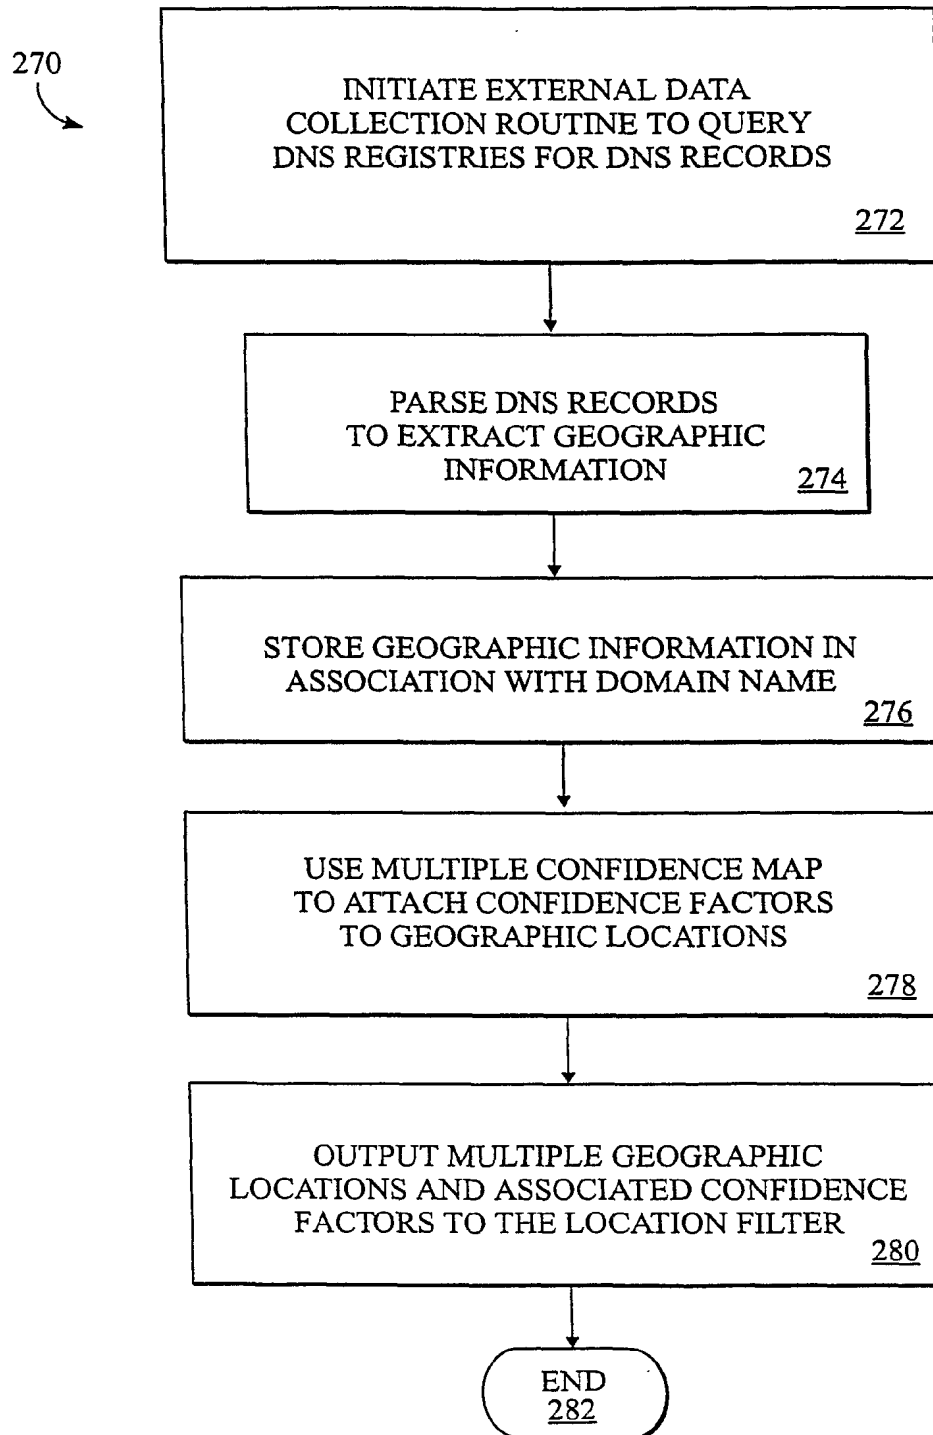 270
INITIATE EXTERNAL DATA
COLLECTION ROUTINE TO QUERY
DNS REGISTRIES FOR DNS RECORDS
272
PARSE DNS RECORDS
TO EXTRACT GEOGRAPHIC
INFORMATION
274
STORE GEOGRAPHIC INFORMATION IN
ASSOCIATION WITH DOMAIN NAME
276
USE MULTIPLE CONFIDENCE MAP
TO ATTACH CONFIDENCE FACTORS
TO GEOGRAPHIC LOCATIONS
278
OUTPUT MULTIPLE GEOGRAPHIC
LOCATIONS AND ASSOCIATED CONFIDENCE
FACTORS TO THE LOCATION FILTER
280
END
282